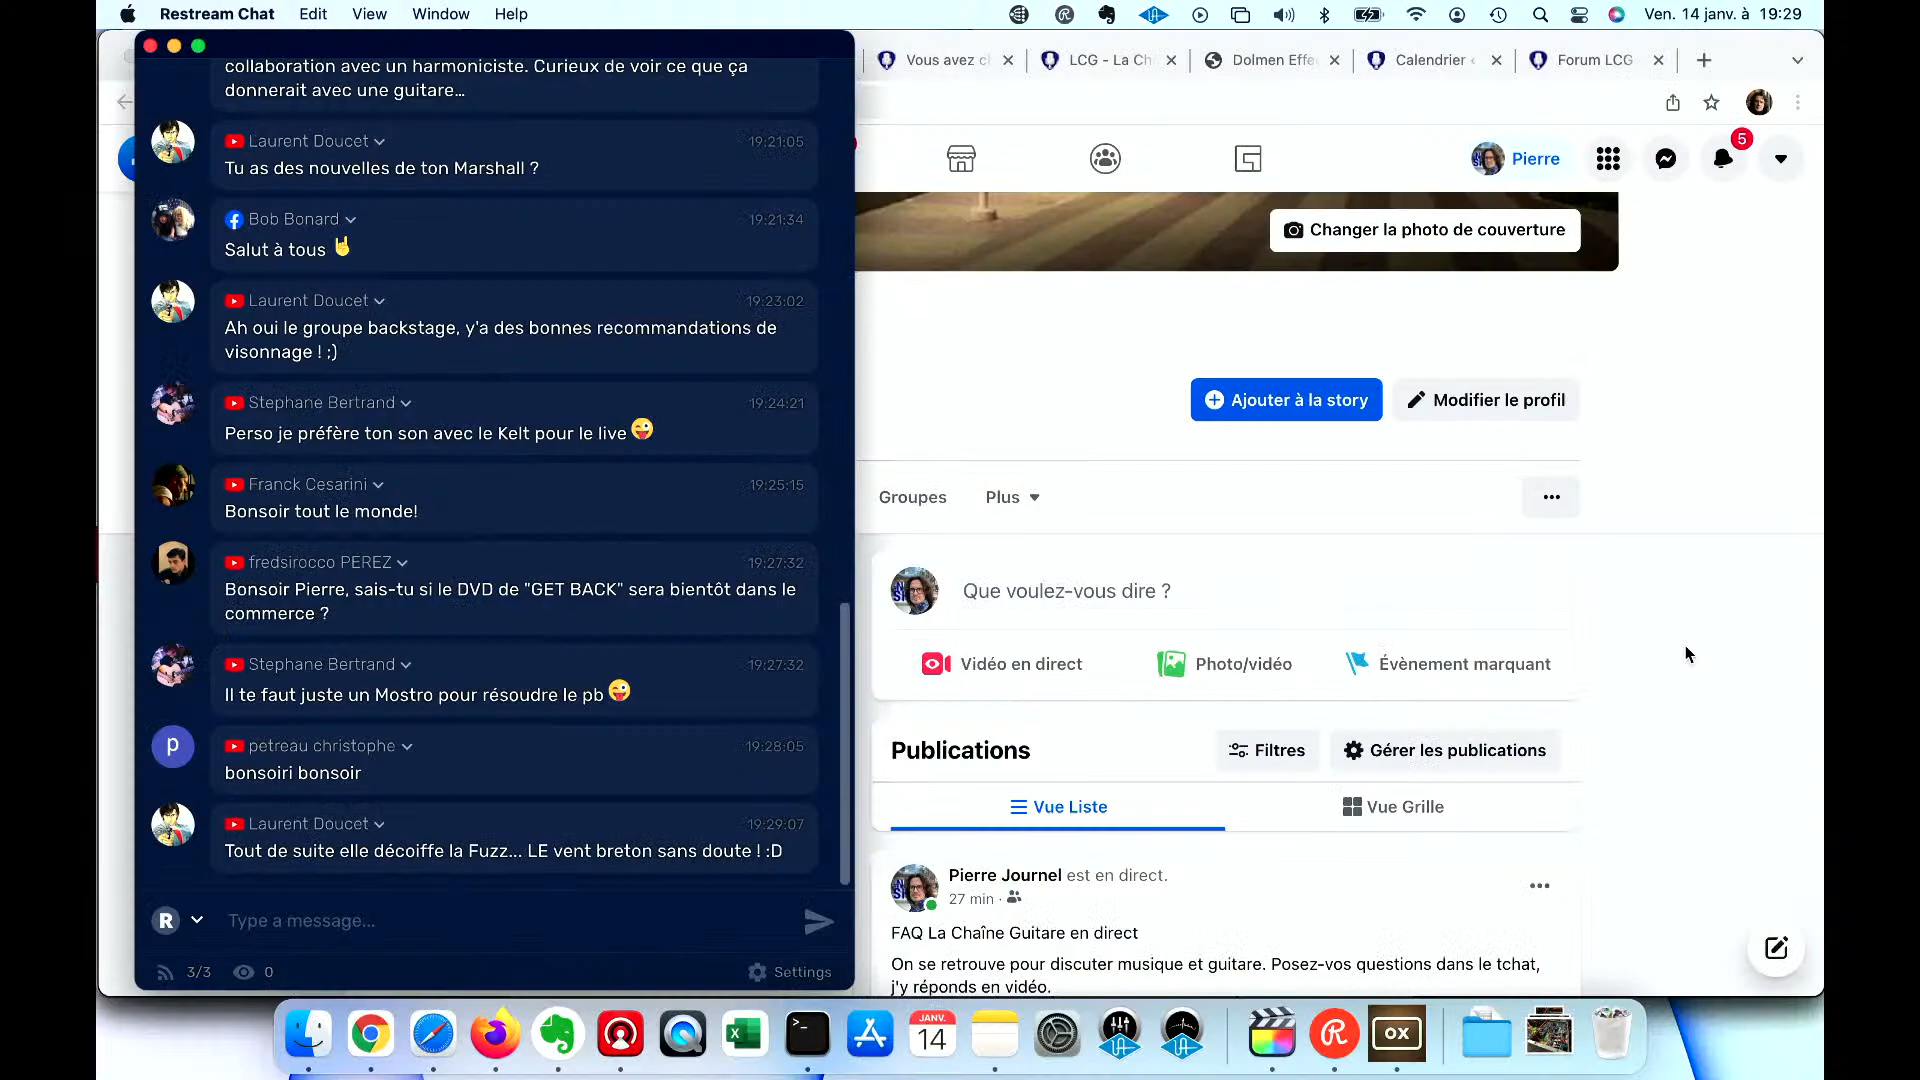 Restream Chat Edit View Window Help
Ven. 14 janv. à 19:29
collaboration avec un harmoniciste. Curieux de voir ce que ça
donnerait avec une guitare...
Laurent Doucet 19:21:05
Tu as des nouvelles de ton Marshall ?
Bob Bonard 19:21:34
Salut à tous 🤘
Laurent Doucet 19:23:02
Ah oui le groupe backstage, y'a des bonnes recommandations de
visonnage ! ;)
Stephane Bertrand 19:24:21
Perso je préfère ton son avec le Kelt pour le live 😜
Franck Cesarini 19:25:15
Bonsoir tout le monde!
fredsirocco PEREZ 19:27:32
Bonsoir Pierre, sais-tu si le DVD de "GET BACK" sera bientôt dans le
commerce ?
Stephane Bertrand 19:27:32
Il te faut juste un Mostro pour résoudre le pb 😜
p
petreau christophe 19:28:05
bonsoiri bonsoir
Laurent Doucet 19:29:07
Tout de suite elle décoiffe la Fuzz... LE vent breton sans doute ! :D
R
Type a message...
3/3 0 Settings
Vous avez cl LCG - La Ch Dolmen Effe Calendrier « Forum LCG
Pierre 5
Changer la photo de couverture
Ajouter à la story Modifier le profil
Groupes Plus
Que voulez-vous dire ?
Vidéo en direct Photo/vidéo Évènement marquant
Publications Filtres Gérer les publications
Vue Liste Vue Grille
Pierre Journel est en direct.
27 min ·
FAQ La Chaîne Guitare en direct
On se retrouve pour discuter musique et guitare. Posez-vos questions dans le tchat,
j'y réponds en vidéo.
JANV.
14
OX